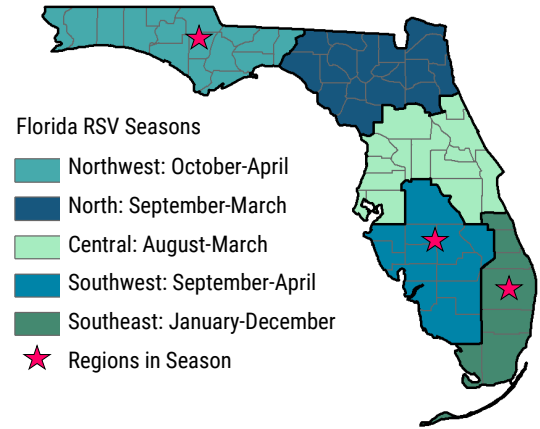 Florida RSV Seasons
Northwest: October-April
North: September-March
Central: August-March
Southwest: September-April
Southeast: January-December
Regions in Season